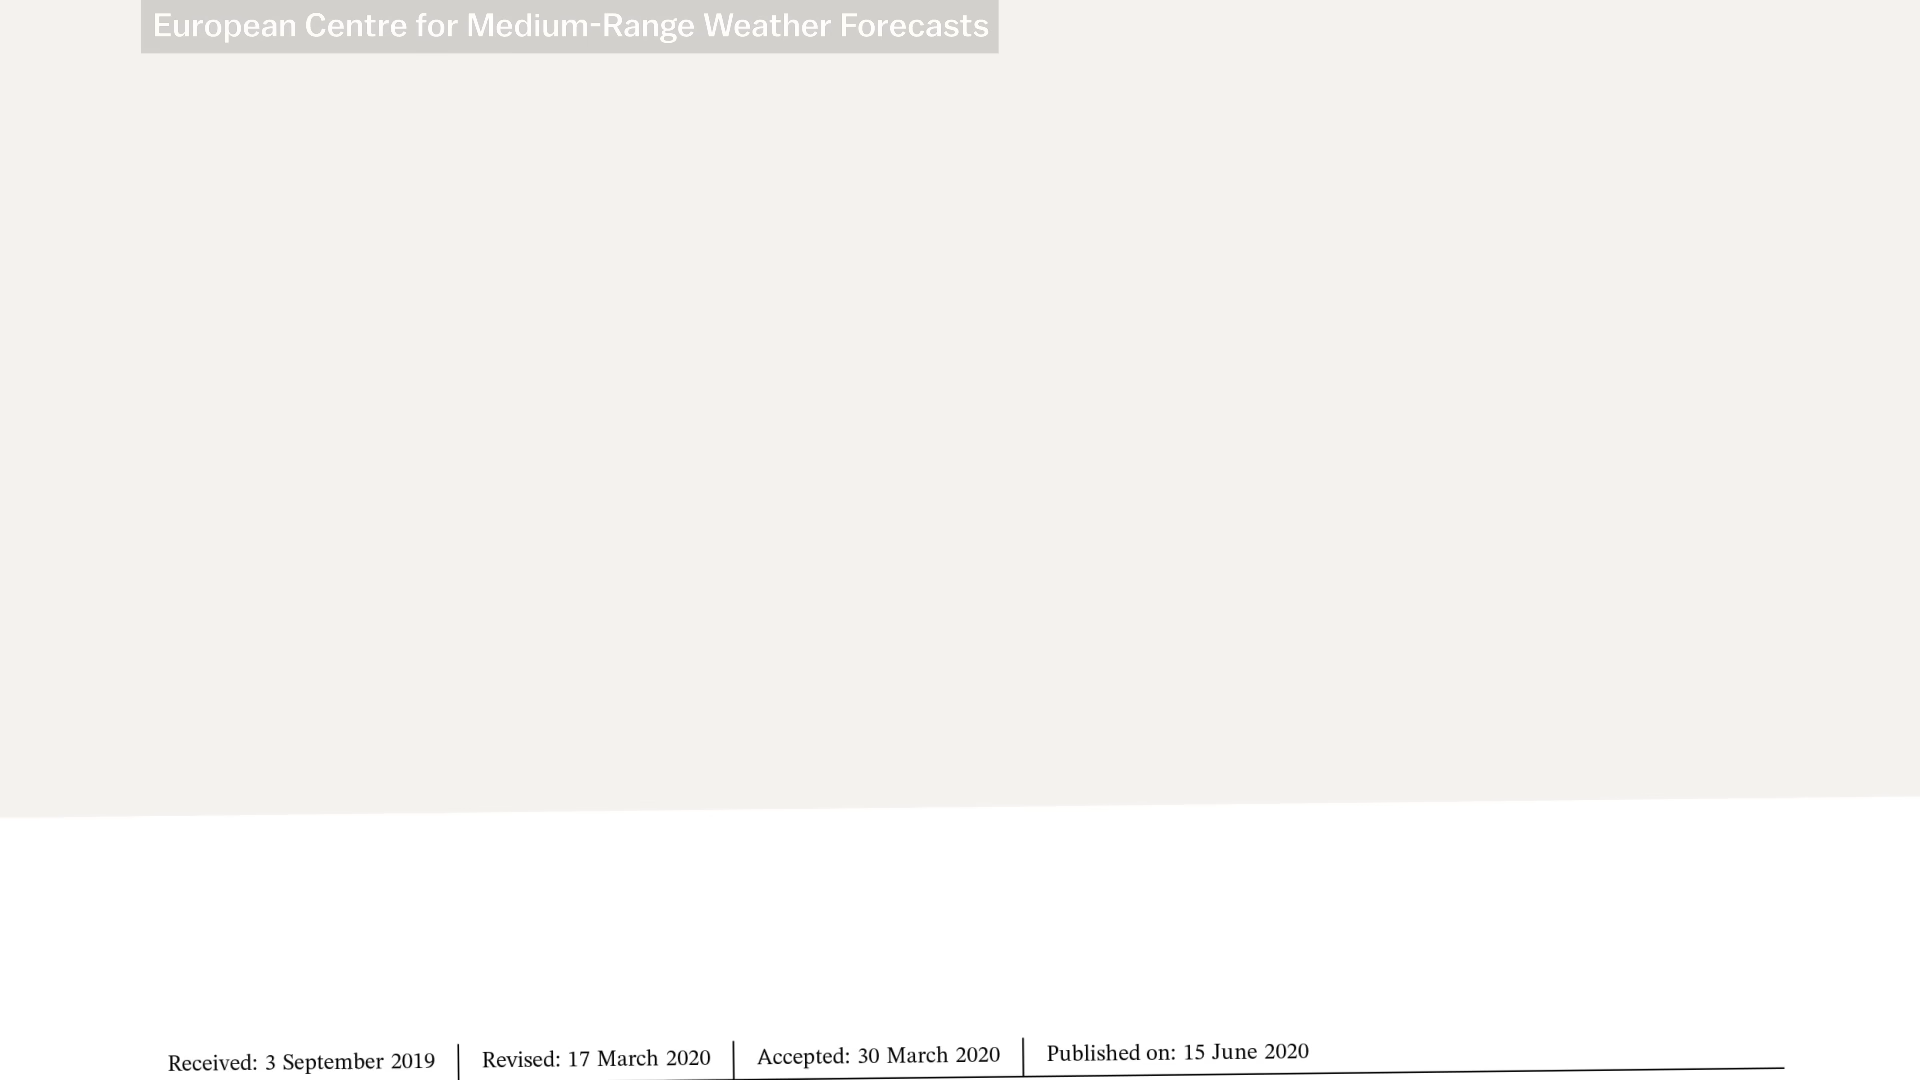 European Centre for Medium-Range Weather Forecasts
Received: 3 September 2019 Revised: 17 March 2020 Accepted: 30 March 2020 Published on: 15 June 2020